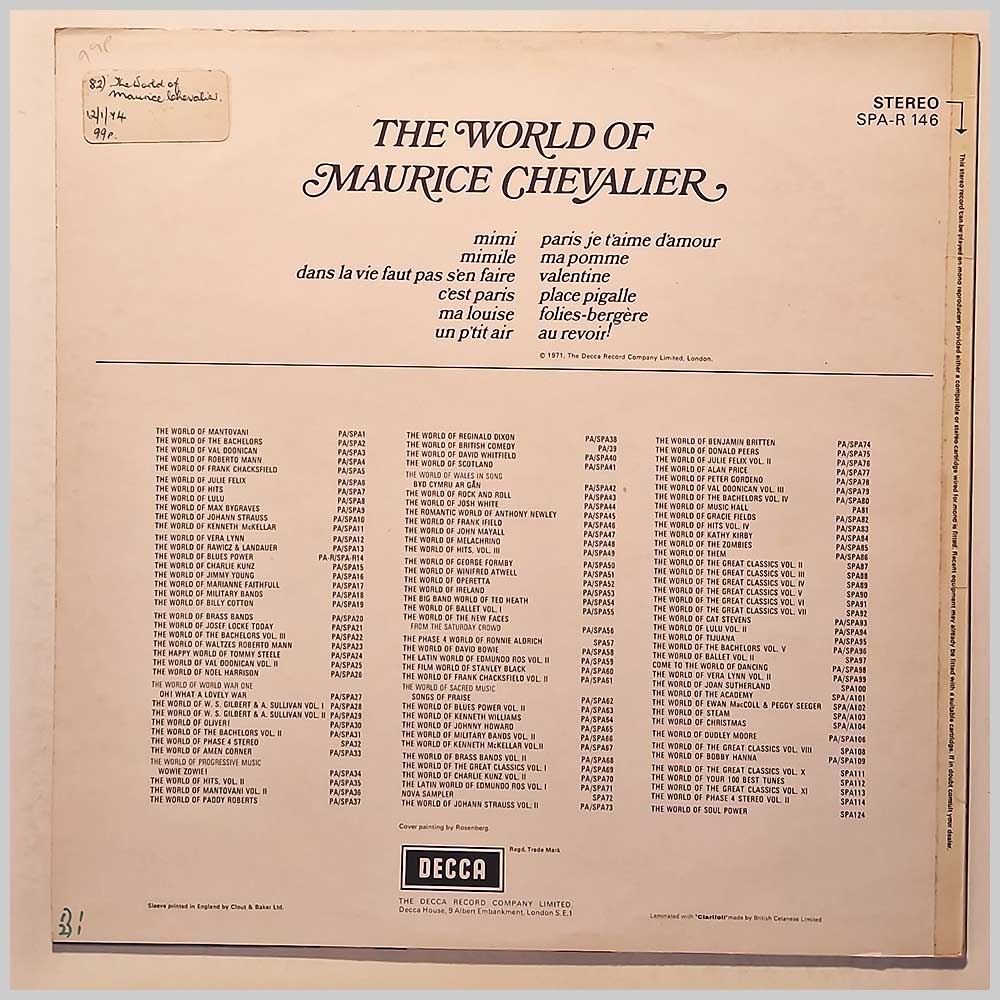 99p
82) The World of
Maurice Chevalier.
12/1/74
99p.
STEREO
SPA-R 146
THE WORLD OF
MAURICE CHEVALIER
mimi
mimile
dans la vie faut pas s'en faire
c'est paris
ma louise
un p'tit air
paris je t'aime d'amour
ma pomme
valentine
place pigalle
folies-bergère
au revoir!
© 1971, The Decca Record Company Limited, London.
This stereo record can be played on mono reproducers provided either a compatible or stereo cartridge wired for mono is fitted. Recent equipment may already be fitted with a suitable cartridge. If in doubt consult your dealer.
THE WORLD OF MANTOVANI PA/SPA1
THE WORLD OF THE BACHELORS PA/SPA2
THE WORLD OF VAL DOONICAN PA/SPA3
THE WORLD OF ROBERTO MANN PA/SPA4
THE WORLD OF FRANK CHACKSFIELD PA/SPA5
THE WORLD OF JULIE FELIX PA/SPA6
THE WORLD OF HITS PA/SPA7
THE WORLD OF LULU PA/SPA8
THE WORLD OF MAX BYGRAVES PA/SPA9
THE WORLD OF JOHANN STRAUSS PA/SPA10
THE WORLD OF KENNETH McKELLAR PA/SPA11
THE WORLD OF VERA LYNN PA/SPA12
THE WORLD OF RAWICZ & LANDAUER PA/SPA13
THE WORLD OF BLUES POWER PA-R/SPA-R14
THE WORLD OF CHARLIE KUNZ PA/SPA15
THE WORLD OF JIMMY YOUNG PA/SPA16
THE WORLD OF MARIANNE FAITHFULL PA/SPA17
THE WORLD OF MILITARY BANDS PA/SPA18
THE WORLD OF BILLY COTTON PA/SPA19
THE WORLD OF BRASS BANDS PA/SPA20
THE WORLD OF JOSEF LOCKE TODAY PA/SPA21
THE WORLD OF THE BACHELORS VOL. III PA/SPA22
THE WORLD OF WALTZES ROBERTO MANN PA/SPA23
THE HAPPY WORLD OF TOMMY STEELE PA/SPA24
THE WORLD OF VAL DOONICAN VOL. II PA/SPA25
THE WORLD OF NOEL HARRISON PA/SPA26
THE WORLD OF WORLD WAR ONE
OH! WHAT A LOVELY WAR PA/SPA27
THE WORLD OF W. S. GILBERT & A. SULLIVAN VOL. I PA/SPA28
THE WORLD OF W. S. GILBERT & A. SULLIVAN VOL. II PA/SPA29
THE WORLD OF OLIVER! PA/SPA30
THE WORLD OF THE BACHELORS VOL. II PA/SPA31
THE WORLD OF PHASE 4 STEREO SPA32
THE WORLD OF AMEN CORNER PA/SPA33
THE WORLD OF PROGRESSIVE MUSIC
WOWIE ZOWIE! PA/SPA34
THE WORLD OF HITS, VOL. II PA/SPA35
THE WORLD OF MANTOVANI VOL. II PA/SPA36
THE WORLD OF PADDY ROBERTS PA/SPA37
THE WORLD OF REGINALD DIXON PA/SPA38
THE WORLD OF BRITISH COMEDY PA/39
THE WORLD OF DAVID WHITFIELD PA/SPA40
THE WORLD OF SCOTLAND PA/SPA41
THE WORLD OF WALES IN SONG
BYD CYMRU AR GÂN PA/SPA42
THE WORLD OF ROCK AND ROLL PA/SPA43
THE WORLD OF JOSH WHITE PA/SPA44
THE ROMANTIC WORLD OF ANTHONY NEWLEY PA/SPA45
THE WORLD OF FRANK IFIELD PA/SPA46
THE WORLD OF JOHN MAYALL PA/SPA47
THE WORLD OF MELACHRINO PA/SPA48
THE WORLD OF HITS, VOL. III PA/SPA49
THE WORLD OF GEORGE FORMBY PA/SPA50
THE WORLD OF WINIFRED ATWELL PA/SPA51
THE WORLD OF OPERETTA PA/SPA52
THE WORLD OF IRELAND PA/SPA53
THE BIG BAND WORLD OF TED HEATH PA/SPA54
THE WORLD OF BALLET VOL. I PA/SPA55
THE WORLD OF THE NEW FACES
FROM THE SATURDAY CROWD PA/SPA56
THE PHASE 4 WORLD OF RONNIE ALDRICH SPA57
THE WORLD OF DAVID BOWIE PA/SPA58
THE LATIN WORLD OF EDMUNDO ROS VOL. II PA/SPA59
THE FILM WORLD OF STANLEY BLACK PA/SPA60
THE WORLD OF FRANK CHACKSFIELD VOL. II PA/SPA61
THE WORLD OF SACRED MUSIC
SONGS OF PRAISE PA/SPA62
THE WORLD OF BLUES POWER VOL. II PA/SPA63
THE WORLD OF KENNETH WILLIAMS PA/SPA64
THE WORLD OF JOHNNY HOWARD PA/SPA65
THE WORLD OF MILITARY BANDS VOL. II PA/SPA66
THE WORLD OF KENNETH McKELLAR VOL.II PA/SPA67
THE WORLD OF BRASS BANDS VOL. II PA/SPA68
THE WORLD OF THE GREAT CLASSICS VOL. I PA/SPA69
THE WORLD OF CHARLIE KUNZ VOL. II PA/SPA70
THE LATIN WORLD OF EDMUNDO ROS VOL. I PA/SPA71
NOVA SAMPLER SPA72
THE WORLD OF JOHANN STRAUSS VOL. II PA/SPA73
THE WORLD OF BENJAMIN BRITTEN PA/SPA74
THE WORLD OF DONALD PEERS PA/SPA75
THE WORLD OF JULIE FELIX VOL. II PA/SPA76
THE WORLD OF ALAN PRICE PA/SPA77
THE WORLD OF PETER GORDENO PA/SPA78
THE WORLD OF VAL DOONICAN VOL. III PA/SPA79
THE WORLD OF THE BACHELORS VOL. IV PA/SPA80
THE WORLD OF MUSIC HALL PA81
THE WORLD OF GRACIE FIELDS PA/SPA82
THE WORLD OF HITS VOL. IV PA/SPA83
THE WORLD OF KATHY KIRBY PA/SPA84
THE WORLD OF THE ZOMBIES PA/SPA85
THE WORLD OF THEM PA/SPA86
THE WORLD OF THE GREAT CLASSICS VOL. II SPA87
THE WORLD OF THE GREAT CLASSICS VOL. III SPA88
THE WORLD OF THE GREAT CLASSICS VOL. IV SPA89
THE WORLD OF THE GREAT CLASSICS VOL. V SPA90
THE WORLD OF THE GREAT CLASSICS VOL. VI SPA91
THE WORLD OF THE GREAT CLASSICS VOL. VII SPA92
THE WORLD OF CAT STEVENS PA/SPA93
THE WORLD OF LULU VOL. II PA/SPA94
THE WORLD OF TIJUANA PA/SPA95
THE WORLD OF THE BACHELORS VOL. V PA/SPA96
THE WORLD OF BALLET VOL. II SPA97
COME TO THE WORLD OF DANCING PA/SPA98
THE WORLD OF VERA LYNN VOL. II PA/SPA99
THE WORLD OF JOAN SUTHERLAND SPA100
THE WORLD OF THE ACADEMY SPA/A101
THE WORLD OF EWAN MacCOLL & PEGGY SEEGER SPA/A102
THE WORLD OF STEAM SPA/A103
THE WORLD OF CHRISTMAS SPA/A104
THE WORLD OF DUDLEY MOORE PA/SPA106
THE WORLD OF THE GREAT CLASSICS VOL. VIII SPA108
THE WORLD OF BOBBY HANNA PA/SPA109
THE WORLD OF THE GREAT CLASSICS VOL. X SPA111
THE WORLD OF YOUR 100 BEST TUNES SPA112
THE WORLD OF THE GREAT CLASSICS VOL. XI SPA113
THE WORLD OF PHASE 4 STEREO VOL. II SPA114
THE WORLD OF SOUL POWER SPA124
Cover painting by Rosenberg.
DECCA
Regd. Trade Mark
THE DECCA RECORD COMPANY LIMITED,
Decca House, 9 Albert Embankment, London S.E.1
Sleeve printed in England by Clout & Baker Ltd.
Laminated with "Clarifoil" made by British Celanese Limited